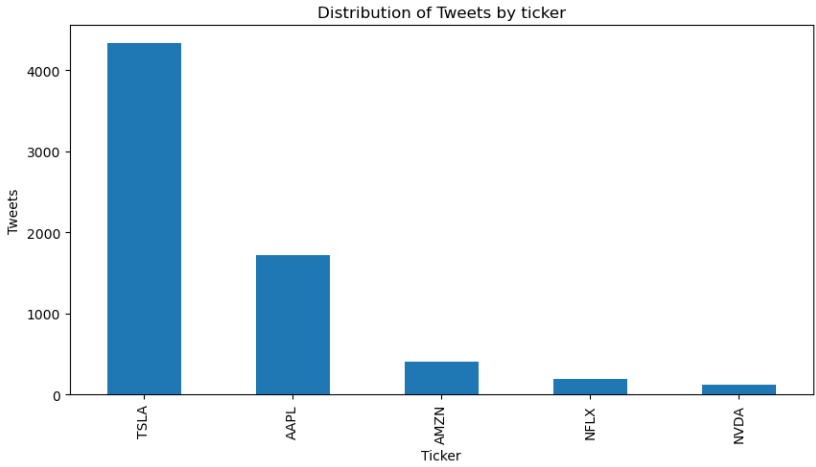 Distribution of Tweets by ticker
4000
3000
2000
1000
0
Tweets
TSLA
AAPL
AMZN
NFLX
NVDA
Ticker